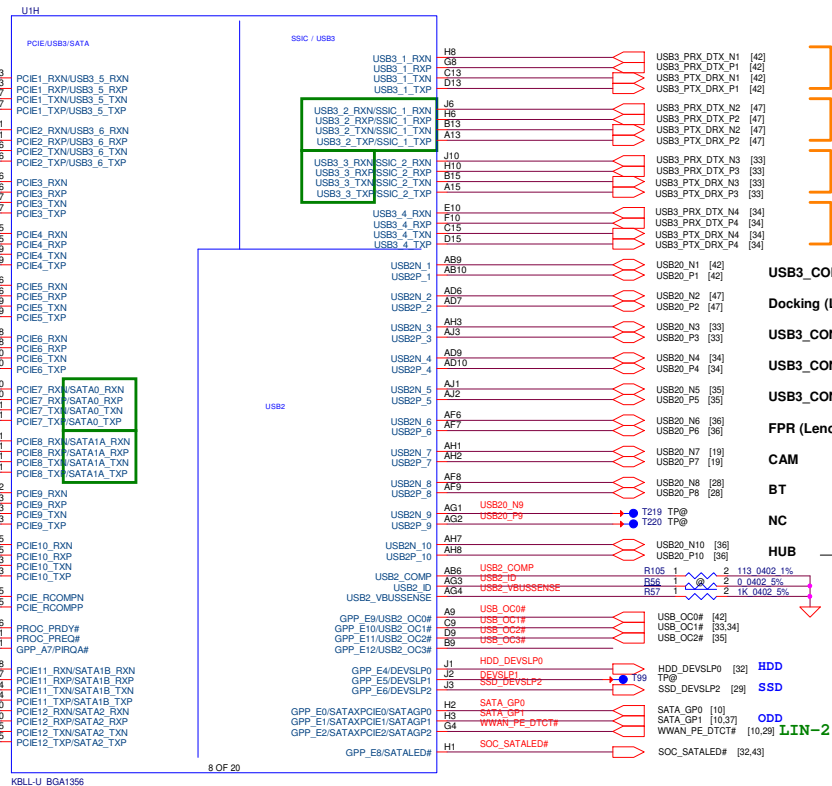 U1H
PCIE/USB3/SATA
SSIC / USB3
PCIE1_RXN/USB3_5_RXN
PCIE1_RXP/USB3_5_RXP
PCIE1_TXN/USB3_5_TXN
PCIE1_TXP/USB3_5_TXP
PCIE2_RXN/USB3_6_RXN
PCIE2_RXP/USB3_6_RXP
PCIE2_TXN/USB3_6_TXN
PCIE2_TXP/USB3_6_TXP
PCIE3_RXN
PCIE3_RXP
PCIE3_TXN
PCIE3_TXP
PCIE4_RXN
PCIE4_RXP
PCIE4_TXN
PCIE4_TXP
PCIE5_RXN
PCIE5_RXP
PCIE5_TXN
PCIE5_TXP
PCIE6_RXN
PCIE6_RXP
PCIE6_TXN
PCIE6_TXP
PCIE7_RXN/SATA0_RXN
PCIE7_RXP/SATA0_RXP
PCIE7_TXN/SATA0_TXN
PCIE7_TXP/SATA0_TXP
PCIE8_RXN/SATA1A_RXN
PCIE8_RXP/SATA1A_RXP
PCIE8_TXN/SATA1A_TXN
PCIE8_TXP/SATA1A_TXP
PCIE9_RXN
PCIE9_RXP
PCIE9_TXN
PCIE9_TXP
PCIE10_RXN
PCIE10_RXP
PCIE10_TXN
PCIE10_TXP
PCIE_RCOMPN
PCIE_RCOMPP
PROC_PRDY#
PROC_PREQ#
GPP_A7/PIRQA#
PCIE11_RXN/SATA1B_RXN
PCIE11_RXP/SATA1B_RXP
PCIE11_TXN/SATA1B_TXN
PCIE11_TXP/SATA1B_TXP
PCIE12_RXN/SATA2_RXN
PCIE12_RXP/SATA2_RXP
PCIE12_TXN/SATA2_TXN
PCIE12_TXP/SATA2_TXP
USB2
USB3_1_RXN H8 USB3_PRX_DTX_N1 [42]
USB3_1_RXP G8 USB3_PRX_DTX_P1 [42]
USB3_1_TXN C13 USB3_PTX_DRX_N1 [42]
USB3_1_TXP D13 USB3_PTX_DRX_P1 [42]
USB3_2_RXN/SSIC_1_RXN J6 USB3_PRX_DTX_N2 [47]
USB3_2_RXP/SSIC_1_RXP H6 USB3_PRX_DTX_P2 [47]
USB3_2_TXN/SSIC_1_TXN B13 USB3_PTX_DRX_N2 [47]
USB3_2_TXP/SSIC_1_TXP A13 USB3_PTX_DRX_P2 [47]
USB3_3_RXN/SSIC_2_RXN J10 USB3_PRX_DTX_N3 [33]
USB3_3_RXP/SSIC_2_RXP H10 USB3_PRX_DTX_P3 [33]
USB3_3_TXN/SSIC_2_TXN B15 USB3_PTX_DRX_N3 [33]
USB3_3_TXP/SSIC_2_TXP A15 USB3_PTX_DRX_P3 [33]
USB3_4_RXN E10 USB3_PRX_DTX_N4 [34]
USB3_4_RXP F10 USB3_PRX_DTX_P4 [34]
USB3_4_TXN C15 USB3_PTX_DRX_N4 [34]
USB3_4_TXP D15 USB3_PTX_DRX_P4 [34]
USB2N_1 AB9 USB20_N1 [42]
USB2P_1 AB10 USB20_P1 [42]
USB2N_2 AD6 USB20_N2 [47]
USB2P_2 AD7 USB20_P2 [47]
Docking
USB2N_3 AH3 USB20_N3 [33]
USB2P_3 AJ3 USB20_P3 [33]
USB2N_4 AD9 USB20_N4 [34]
USB2P_4 AD10 USB20_P4 [34]
USB2N_5 AJ1 USB20_N5 [35]
USB2P_5 AJ2 USB20_P5 [35]
USB2N_6 AF6 USB20_N6 [36]
USB2P_6 AF7 USB20_P6 [36]
FPR
USB2N_7 AH1 USB20_N7 [19]
USB2P_7 AH2 USB20_P7 [19]
CAM
USB2N_8 AF8 USB20_N8 [28]
USB2P_8 AF9 USB20_P8 [28]
BT
USB2N_9 AG1 USB20_N9 T219 TP@
USB2P_9 AG2 USB20_P9 T220 TP@
NC
USB2N_10 AH7 USB20_N10 [36]
USB2P_10 AH8 USB20_P10 [36]
HUB
USB2_COMP AB6 USB2_COMP R105 1 2 113_0402_1%
USB2_ID AG3 USB2_ID R56 1 @ 2 0_0402_5%
USB2_VBUSSENSE AG4 USB2_VBUSSENSE R57 1 2 1K_0402_5%
GPP_E9/USB2_OC0# A9 USB_OC0# USB_OC0# [42]
GPP_E10/USB2_OC1# C9 USB_OC1# USB_OC1# [33,34]
GPP_E11/USB2_OC2# D9 USB_OC2# USB_OC2# [35]
GPP_E12/USB2_OC3# B9 USB_OC3#
GPP_E4/DEVSLP0 J1 HDD_DEVSLP0 HDD_DEVSLP0 [32] HDD
GPP_E5/DEVSLP1 J2 DEVSLP1 T99 TP@
GPP_E6/DEVSLP2 J3 SSD_DEVSLP2 SSD_DEVSLP2 [29] SSD
GPP_E0/SATAXPCIE0/SATAGP0 H2 SATA_GP0 SATA_GP0 [10]
GPP_E1/SATAXPCIE1/SATAGP1 H3 SATA_GP1 SATA_GP1 [10,37] ODD
GPP_E2/SATAXPCIE2/SATAGP2 G4 WWAN_PE_DTCT# WWAN_PE_DTCT# [10,29] LIN-2
GPP_E8/SATALED# H1 SOC_SATALED# SOC_SATALED# [32,43]
8 OF 20
KBLL-U_BGA1356